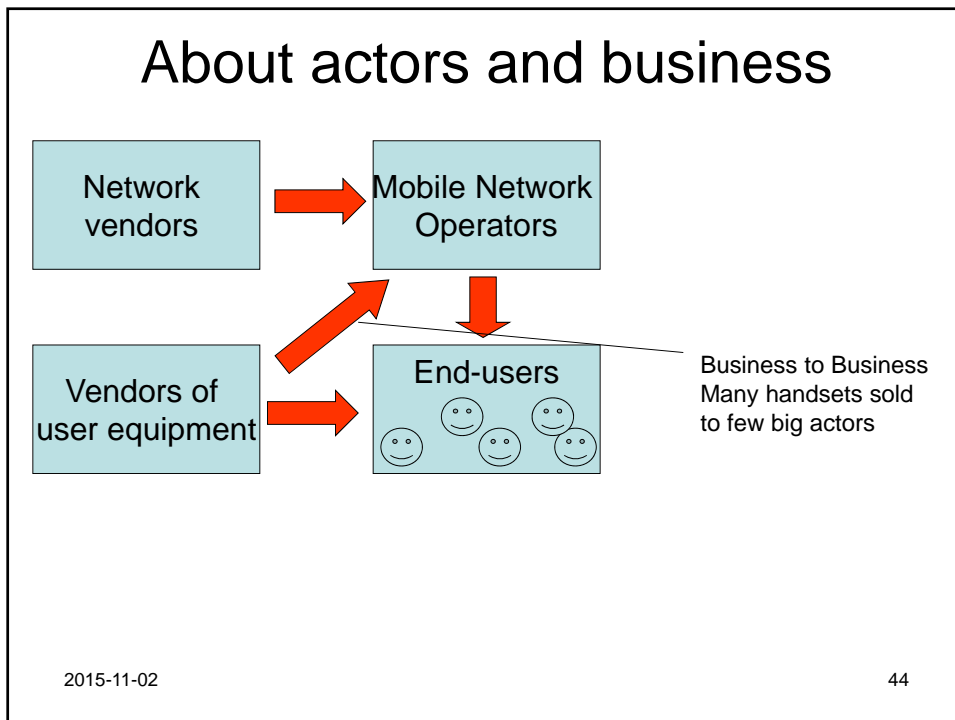 About actors and business
Network
vendors
Mobile Network
Operators
Vendors of
user equipment
End-users
Business to Business
Many handsets sold
to few big actors
2015-11-02
44